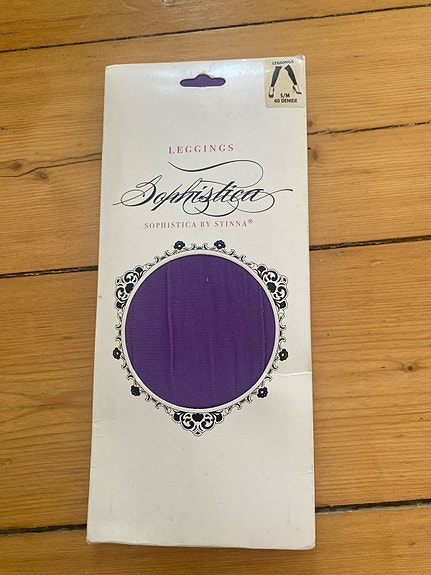 LEGGINGS
S/M
40 DENIER
LEGGINGS
Sophistica
SOPHISTICA BY STINNA®